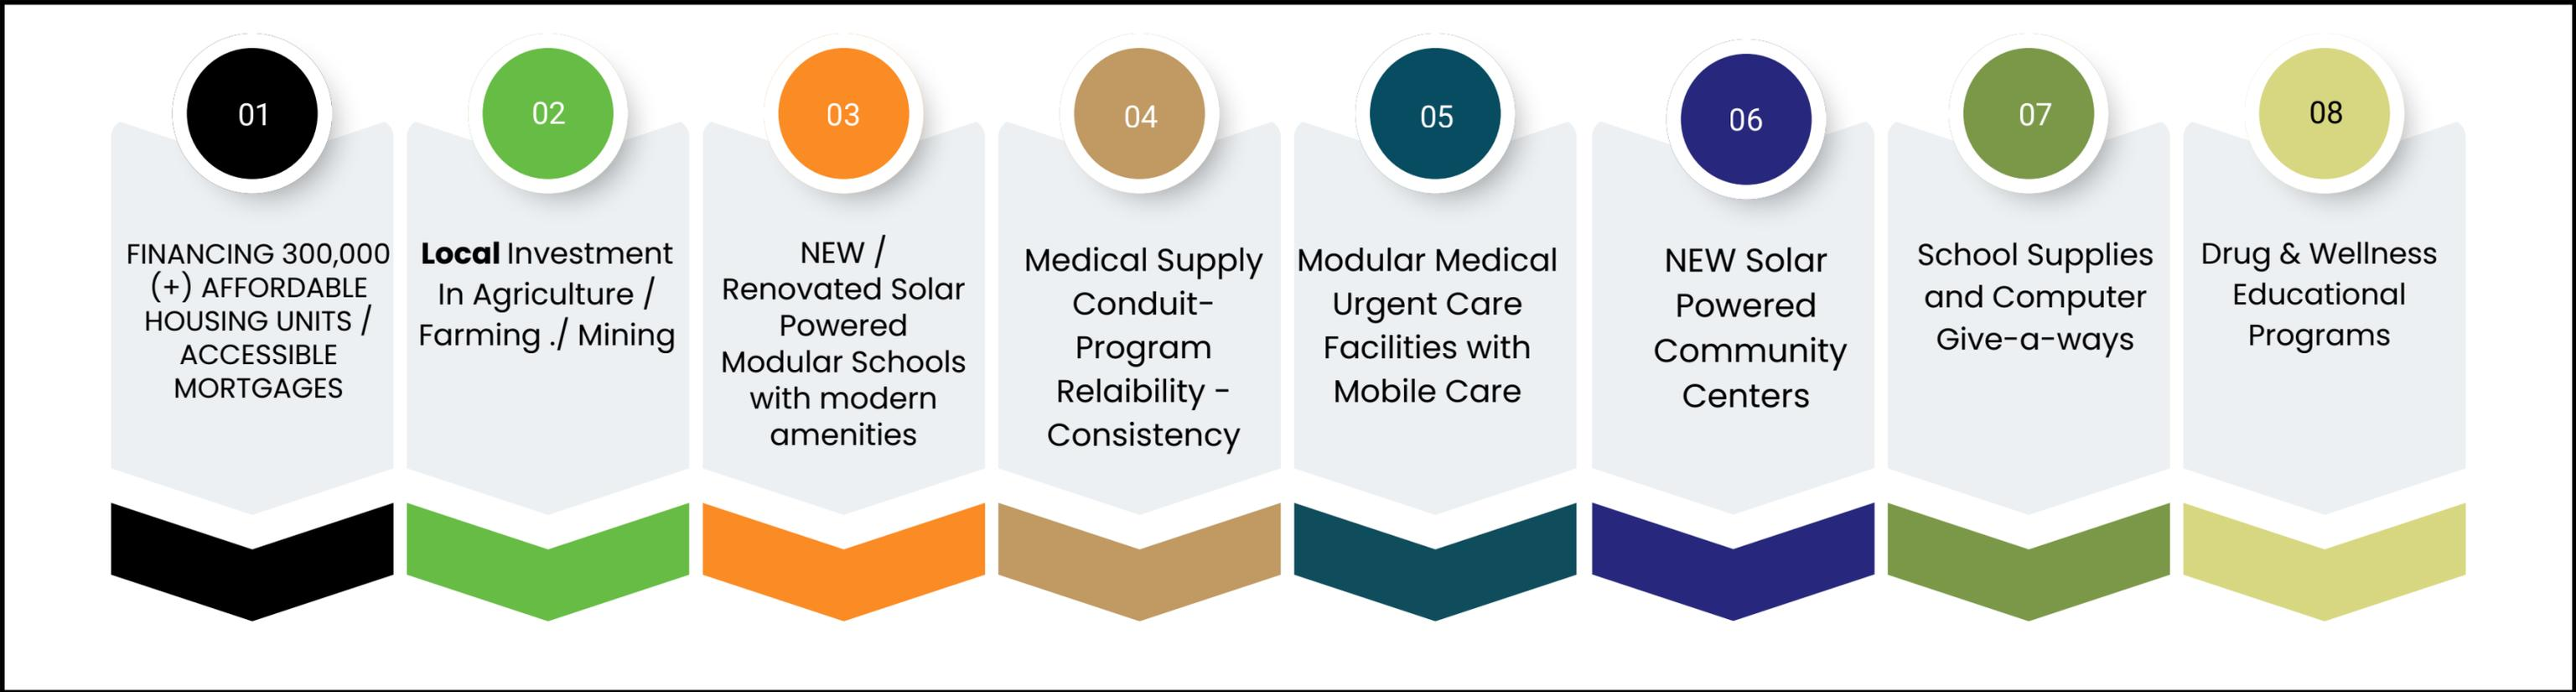 01
FINANCING 300,000
(+) AFFORDABLE
HOUSING UNITS /
ACCESSIBLE
MORTGAGES
02
Local Investment
In Agriculture /
Farming ./ Mining
03
NEW /
Renovated Solar
Powered
Modular Schools
with modern
amenities
04
Medical Supply
Conduit-
Program
Relaibility -
Consistency
05
Modular Medical
Urgent Care
Facilities with
Mobile Care
06
NEW Solar
Powered
Community
Centers
07
School Supplies
and Computer
Give-a-ways
08
Drug & Wellness
Educational
Programs